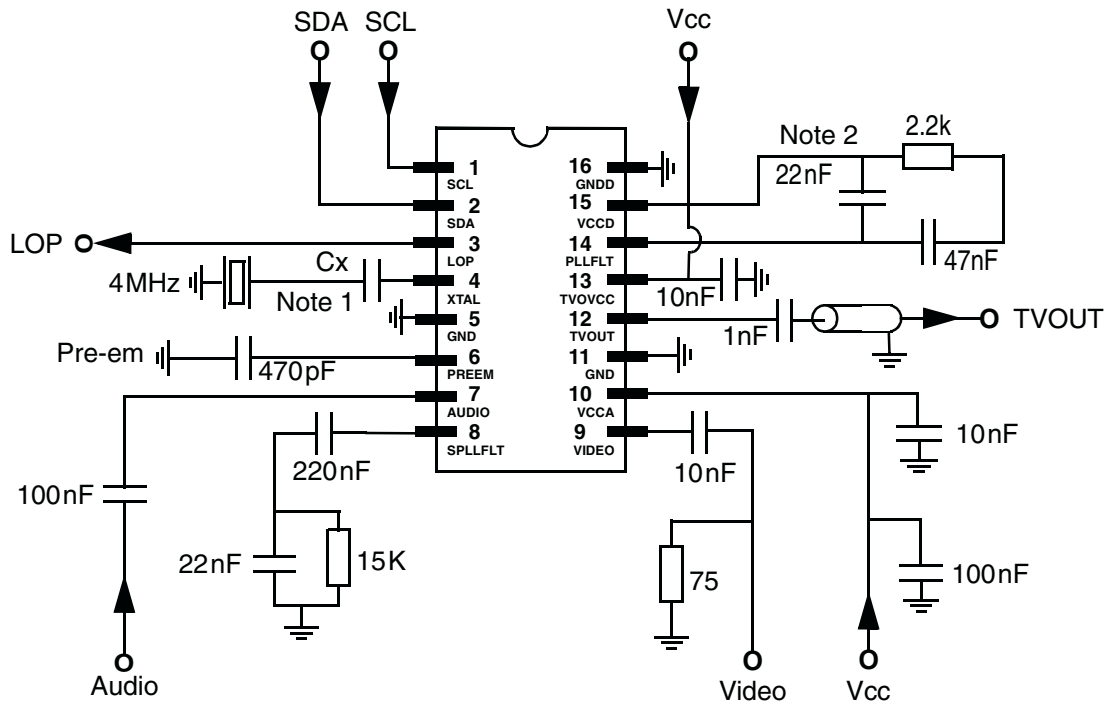 SDA SCL
Vcc
Note 2
2.2k
22nF
47nF
1
SCL
2
SDA
3
LOP
4
XTAL
5
GND
6
PREEM
7
AUDIO
8
SPLLFLT
16
GNDD
15
VCCD
14
PLLFLT
13
TVOVCC
12
TVOUT
11
GND
10
VCCA
9
VIDEO
LOP
4MHz
Cx
Note 1
Pre-em
470pF
10nF
1nF
TVOUT
220nF
100nF
22nF
15K
Audio
10nF
10nF
75
100nF
Video
Vcc